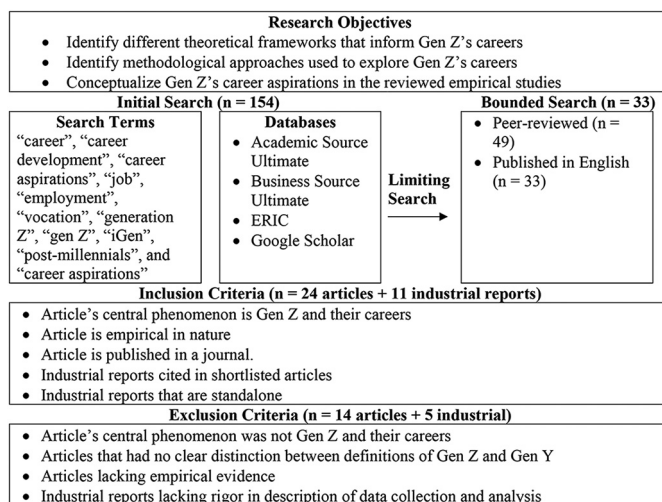 Research Objectives
• Identify different theoretical frameworks that inform Gen Z's careers
• Identify methodological approaches used to explore Gen Z's careers
• Conceptualize Gen Z's career aspirations in the reviewed empirical studies
Initial Search (n = 154)
Search Terms
“career”, “career
development”, “career
aspirations”, “job”,
“employment”,
“vocation”, “generation
Z”, “gen Z”, “iGen”,
“post-millennials”, and
“career aspirations”
Databases
• Academic Source
Ultimate
• Business Source
Ultimate
• ERIC
• Google Scholar
Limiting
Search
Bounded Search (n = 33)
• Peer-reviewed (n =
49)
• Published in English
(n = 33)
Inclusion Criteria (n = 24 articles + 11 industrial reports)
• Article's central phenomenon is Gen Z and their careers
• Article is empirical in nature
• Article is published in a journal.
• Industrial reports cited in shortlisted articles
• Industrial reports that are standalone
Exclusion Criteria (n = 14 articles + 5 industrial)
• Article's central phenomenon was not Gen Z and their careers
• Articles that had no clear distinction between definitions of Gen Z and Gen Y
• Articles lacking empirical evidence
• Industrial reports lacking rigor in description of data collection and analysis